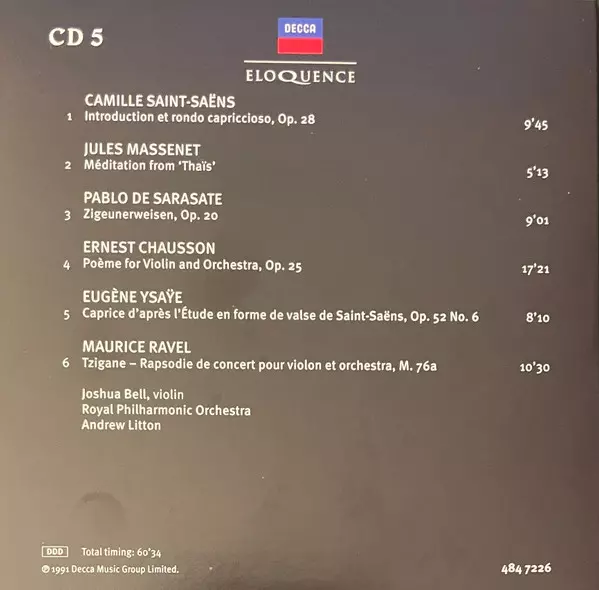 CD 5
DECCA
ELOQUENCE
CAMILLE SAINT-SAËNS
1 Introduction et rondo capriccioso, Op. 28 9’45
JULES MASSENET
2 Méditation from ‘Thaïs’ 5’13
PABLO DE SARASATE
3 Zigeunerweisen, Op. 20 9’01
ERNEST CHAUSSON
4 Poème for Violin and Orchestra, Op. 25 17’21
EUGÈNE YSAŸE
5 Caprice d’après l’Étude en forme de valse de Saint-Saëns, Op. 52 No. 6 8’10
MAURICE RAVEL
6 Tzigane – Rapsodie de concert pour violon et orchestra, M. 76a 10’30
Joshua Bell, violin
Royal Philharmonic Orchestra
Andrew Litton
DDD Total timing: 60’34
℗ 1991 Decca Music Group Limited. 484 7226